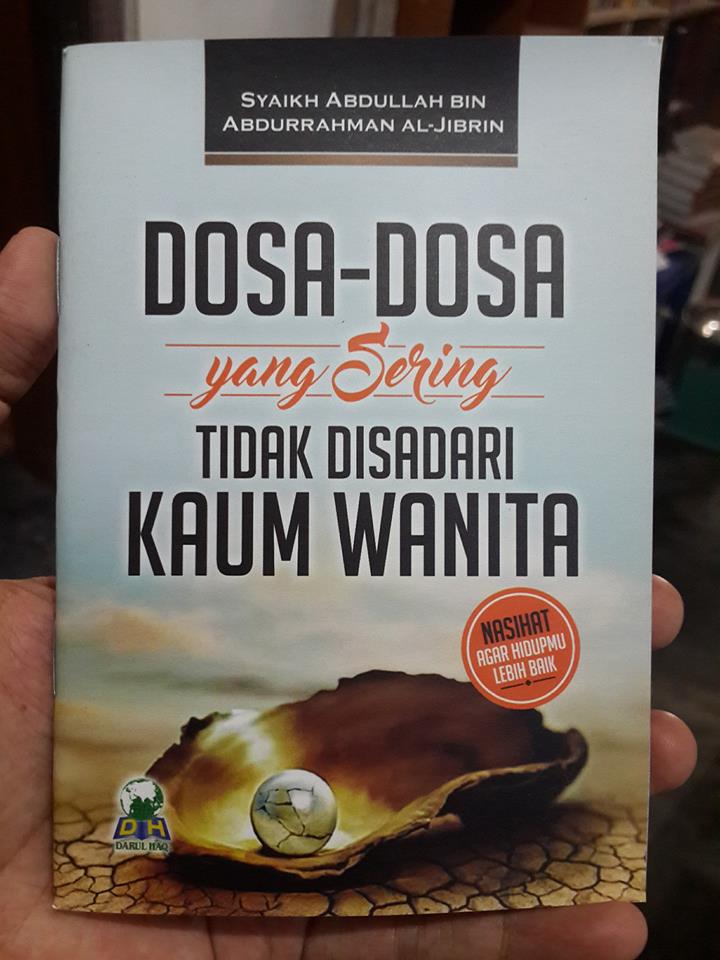 SYAIKH ABDULLAH BIN
ABDURRAHMAN AL-JIBRIN
DOSA-DOSA
yang Sering
TIDAK DISADARI
KAUM WANITA
NASIHAT
AGAR HIDUPMU
LEBIH BAIK
DH
DARUL HAQ